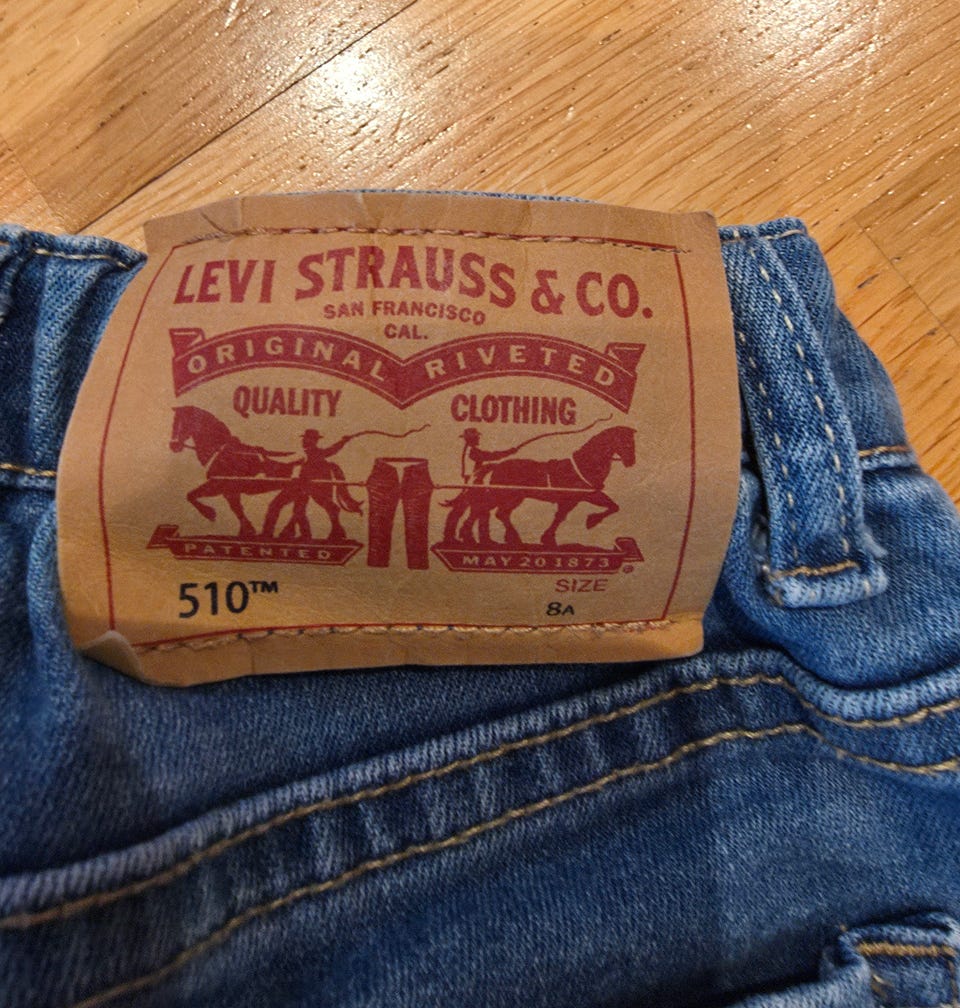 LEVI STRAUSS & CO.
SAN FRANCISCO
CAL.
ORIGINAL RIVETED
QUALITY CLOTHING
PATENTED MAY 20 1873
510™ SIZE
8A